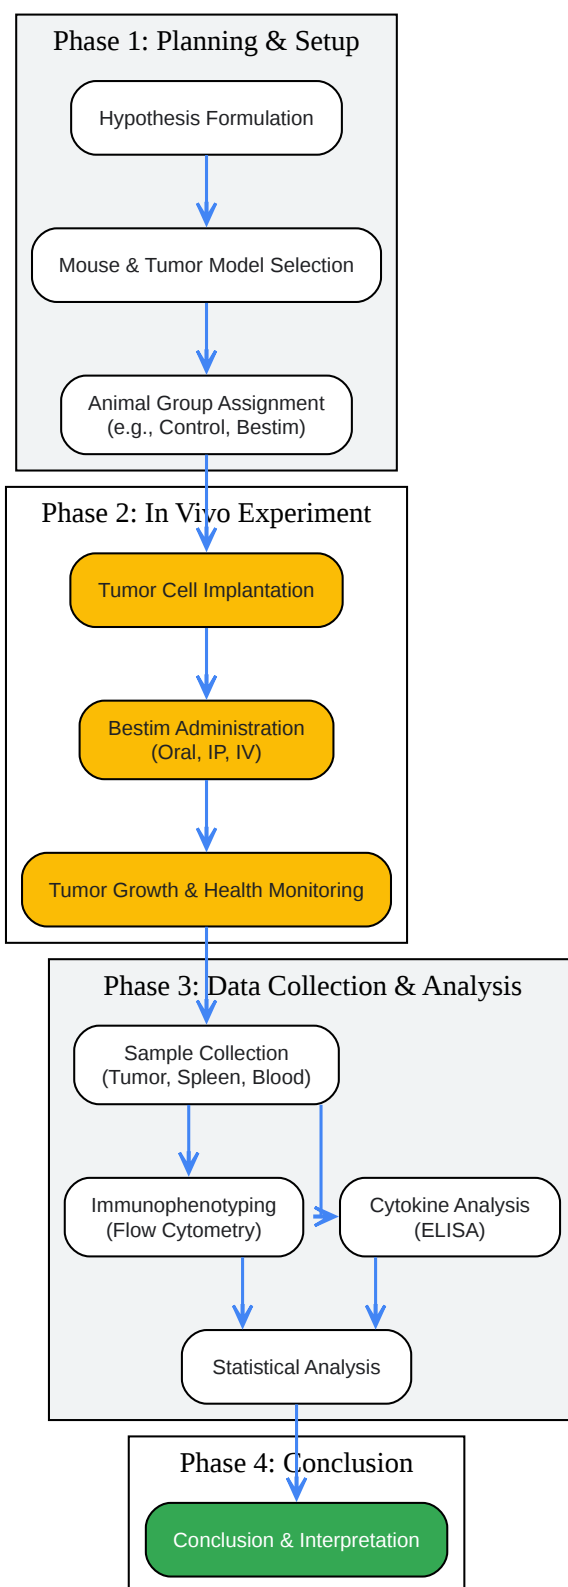 Phase 1: Planning & Setup
Hypothesis Formulation
Mouse & Tumor Model Selection
Animal Group Assignment
(e.g., Control, Bestim)
Phase 2: In Vivo Experiment
Tumor Cell Implantation
Bestim Administration
(Oral, IP, IV)
Tumor Growth & Health Monitoring
Phase 3: Data Collection & Analysis
Sample Collection
(Tumor, Spleen, Blood)
Immunophenotyping
(Flow Cytometry)
Cytokine Analysis
(ELISA)
Statistical Analysis
Phase 4: Conclusion
Conclusion & Interpretation